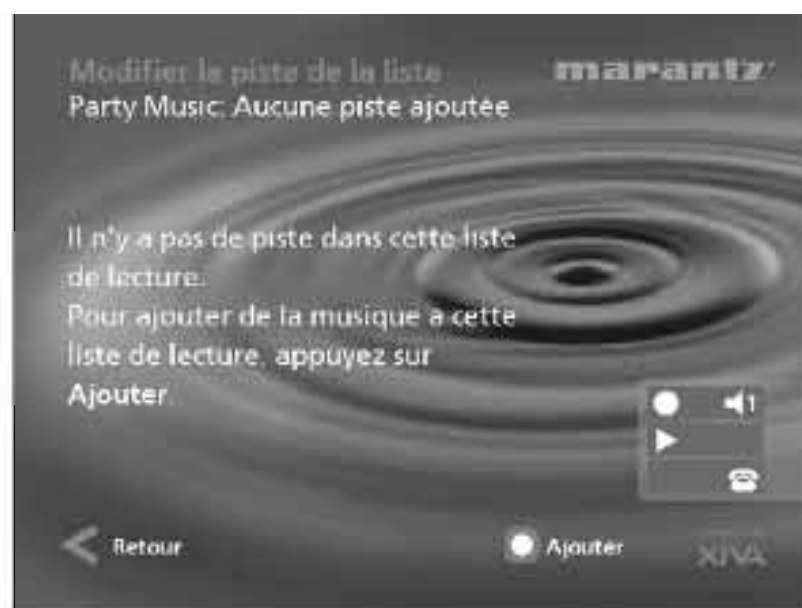 Modifier la piste de la liste
marantz
Party Music: Aucune piste ajoutée
Il n'y a pas de piste dans cette liste
de lecture.
Pour ajouter de la musique à cette
liste de lecture, appuyez sur
Ajouter.
1
Retour
Ajouter
XIVA